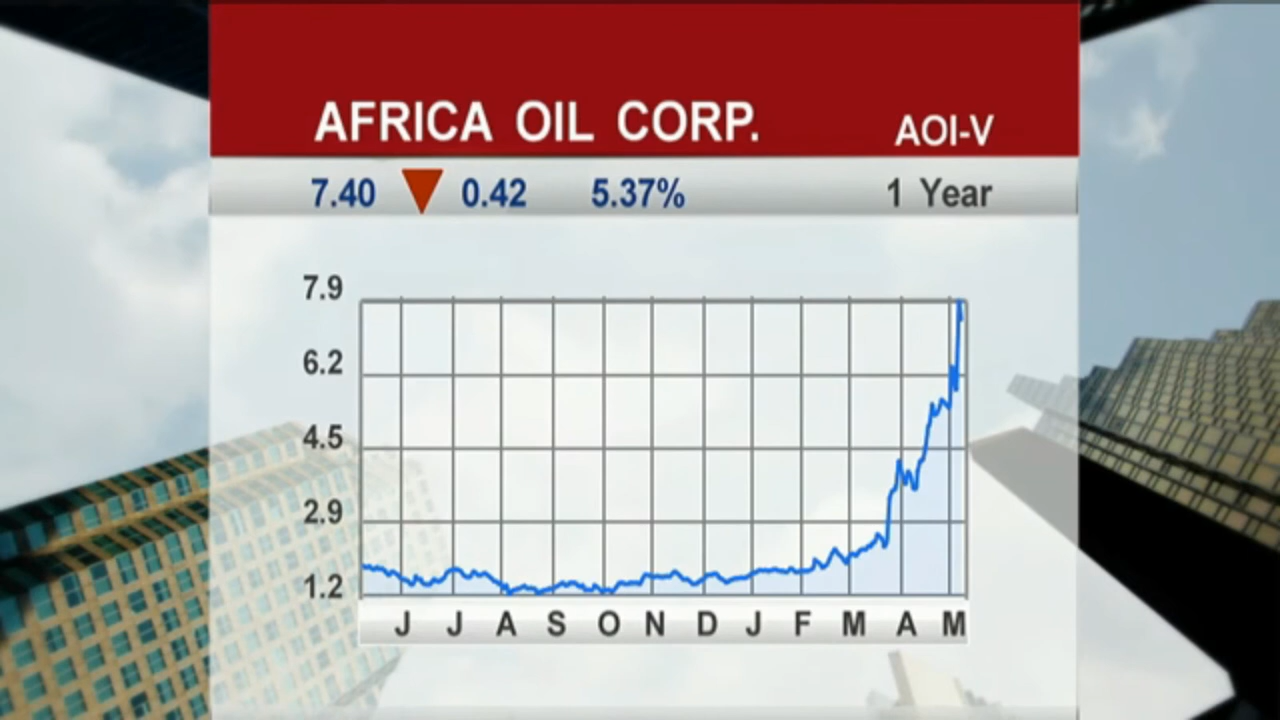 AFRICA OIL CORP. AOI-V
7.40 0.42 5.37% 1 Year
7.9
6.2
4.5
2.9
1.2
J J A S O N D J F M A M